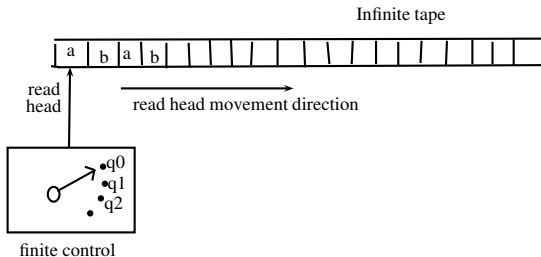 Infinite tape
a b a b
read
head
read head movement direction
q0
q1
q2
finite control